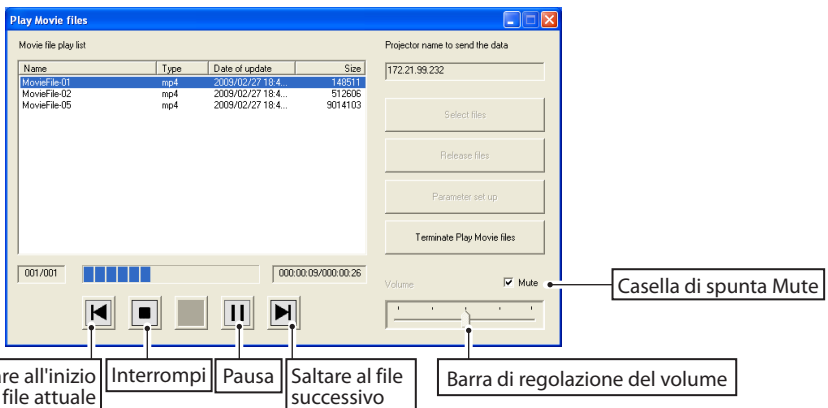 Play Movie files
Movie file play list
Projector name to send the data
Name Type Date of update Size
MovieFile-01 mp4 2009/02/27 18:4... 148511
MovieFile-02 mp4 2009/02/27 18:4... 512606
MovieFile-05 mp4 2009/02/27 18:4... 9014103
172.21.99.232
Select files
Release files
Parameter set up
Terminate Play Movie files
001/001
000:00:09/000:00:26
Volume
Mute
Casella di spunta Mute
all'inizio
file attuale
Interrompi
Pausa
Saltare al file
successivo
Barra di regolazione del volume